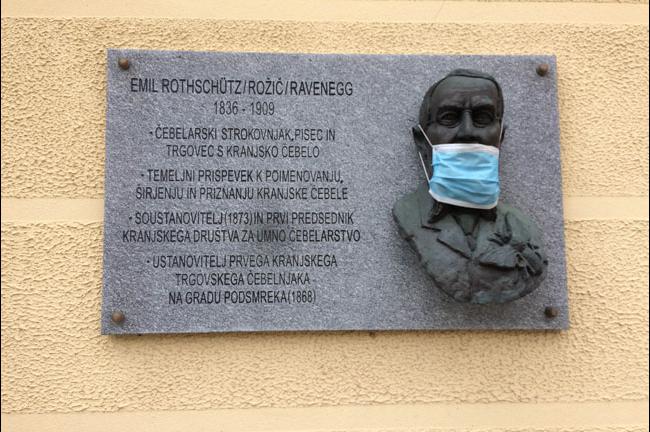 EMIL ROTHSCHÜTZ/ROŽIČ/RAVENEGG
1836 - 1909
- ČEBELARSKI STROKOVNJAK, PISEC IN
TRGOVEC S KRANJSKO ČEBELO
- TEMELJNI PRISPEVEK K POIMENOVANJU,
ŠIRJENJU IN PRIZNANJU KRANJSKE ČEBELE
- SOUSTANOVITELJ(1873) IN PRVI PREDSEDNIK
KRANJSKEGA DRUŠTVA ZA UMNO ČEBELARSTVO
- USTANOVITELJ PRVEGA KRANJSKEGA
TRGOVSKEGA ČEBELNJAKA
NA GRADU PODSMREKA(1868)